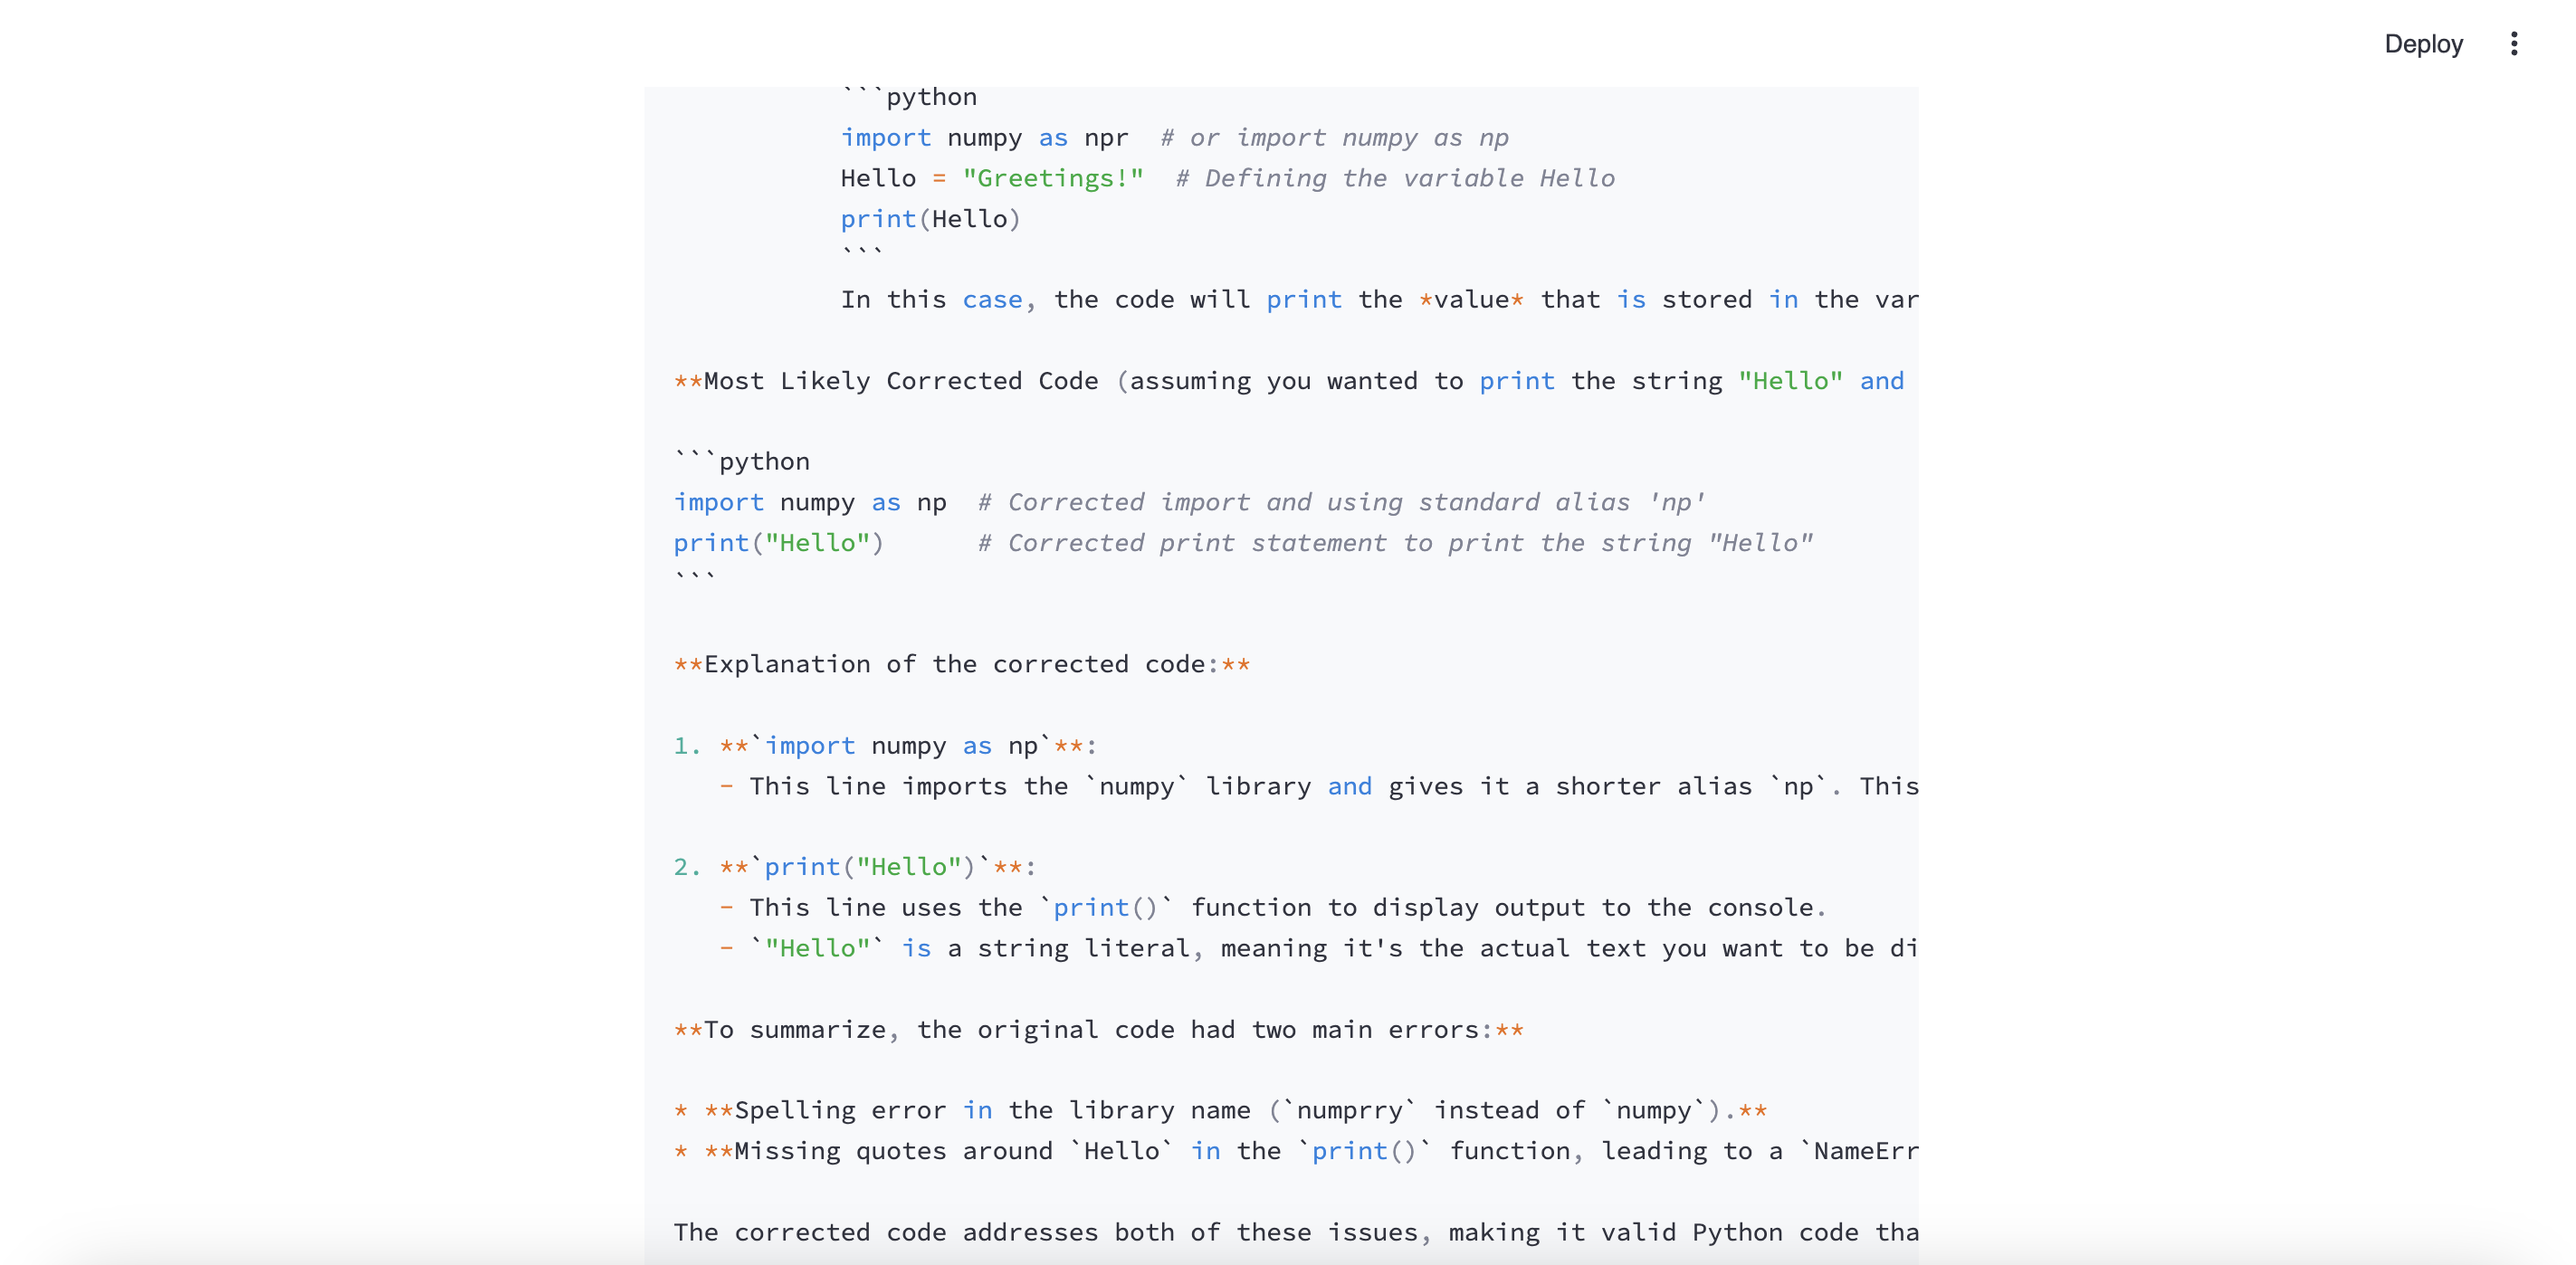 Deploy
```python
import numpy as npr  # or import numpy as np
Hello = "Greetings!"  # Defining the variable Hello
print(Hello)
```
In this case, the code will print the *value* that is stored in the var
**Most Likely Corrected Code (assuming you wanted to print the string "Hello" and
```python
import numpy as np  # Corrected import and using standard alias 'np'
print("Hello")      # Corrected print statement to print the string "Hello"
```
**Explanation of the corrected code:**
1. **`import numpy as np`**:
- This line imports the `numpy` library and gives it a shorter alias `np`. This
2. **`print("Hello")`**:
- This line uses the `print()` function to display output to the console.
- `"Hello"` is a string literal, meaning it's the actual text you want to be di
**To summarize, the original code had two main errors:**
* **Spelling error in the library name (`numprry` instead of `numpy`).**
* **Missing quotes around `Hello` in the `print()` function, leading to a `NameErr
The corrected code addresses both of these issues, making it valid Python code tha